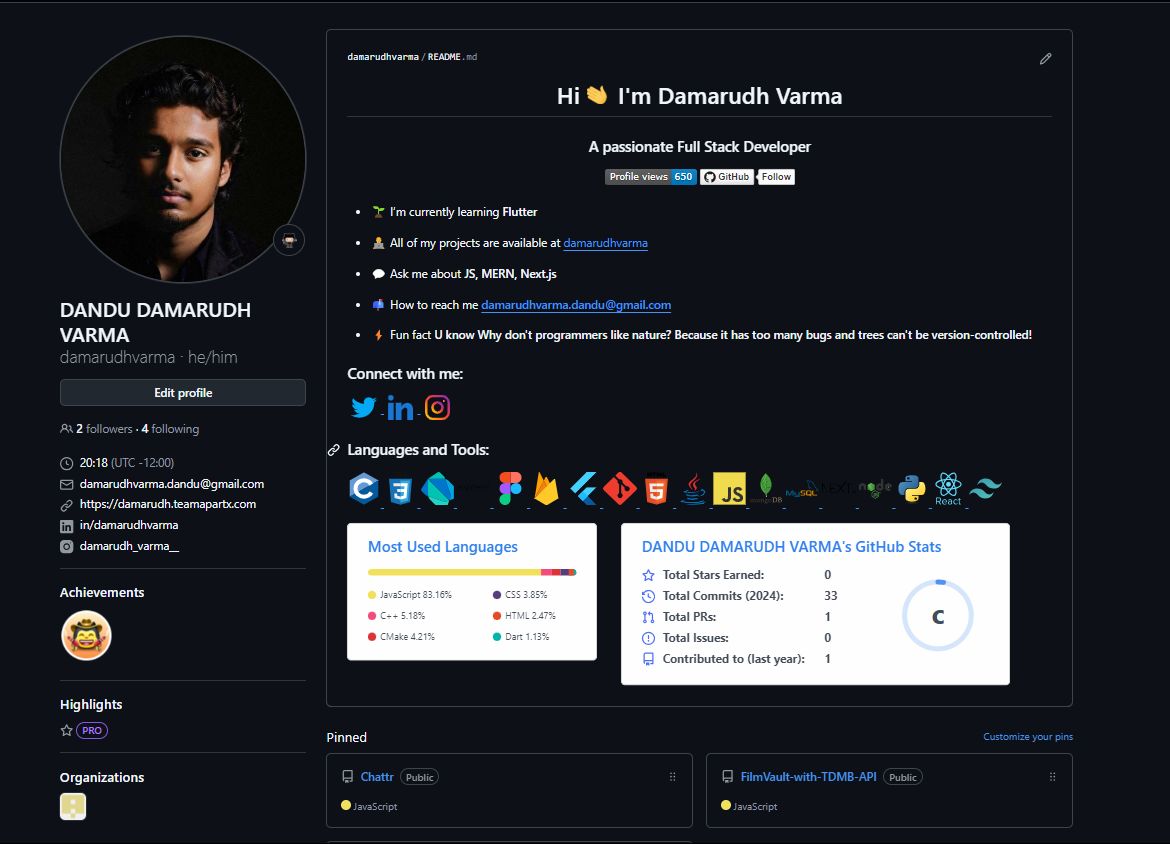 DANDU DAMARUDH
VARMA
damarudhvarma · he/him
Edit profile
2 followers · 4 following
20:18 (UTC -12:00)
damarudhvarma.dandu@gmail.com
https://damarudh.teamapartx.com
in/damarudhvarma
damarudh_varma__
Achievements
Highlights
PRO
Organizations
damarudhvarma / README.md
Hi 👋 I'm Damarudh Varma
A passionate Full Stack Developer
Profile views 650 GitHub Follow
🌱 I'm currently learning Flutter
👨‍💻 All of my projects are available at damarudhvarma
💬 Ask me about JS, MERN, Next.js
📫 How to reach me damarudhvarma.dandu@gmail.com
⚡ Fun fact U know Why don't programmers like nature? Because it has too many bugs and trees can't be version-controlled!
Connect with me:
in
Languages and Tools:
C 3 5 JS mongoDB MySQL NEXT node React
Most Used Languages
JavaScript 83.16%
CSS 3.85%
C++ 5.18%
HTML 2.47%
CMake 4.21%
Dart 1.13%
DANDU DAMARUDH VARMA's GitHub Stats
Total Stars Earned: 0
Total Commits (2024): 33
Total PRs: 1
Total Issues: 0
Contributed to (last year): 1
C
Pinned
Customize your pins
Chattr Public
JavaScript
FilmVault-with-TDMB-API Public
JavaScript